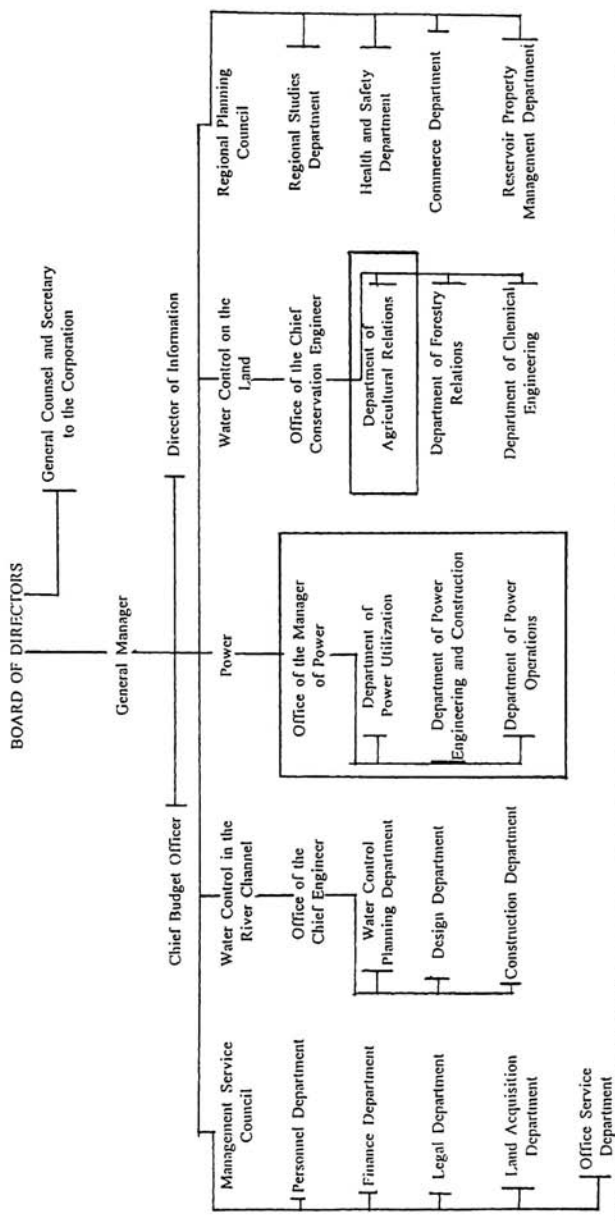 BOARD OF DIRECTORS
General Counsel and Secretary
to the Corporation
General Manager
Chief Budget Officer
Director of Information
Management Service
Council
Personnel Department
Finance Department
Legal Department
Land Acquisition
Department
Office Service
Department
Water Control in the
River Channel
Office of the
Chief Engineer
Water Control
Planning Department
Design Department
Construction Department
Power
Office of the Manager
of Power
Department of
Power Utilization
Department of Power
Engineering and Construction
Department of Power
Operations
Water Control on the
Land
Office of the Chief
Conservation Engineer
Department of
Agricultural Relations
Department of Forestry
Relations
Department of Chemical
Engineering
Regional Planning
Council
Regional Studies
Department
Health and Safety
Department
Commerce Department
Reservoir Property
Management Department